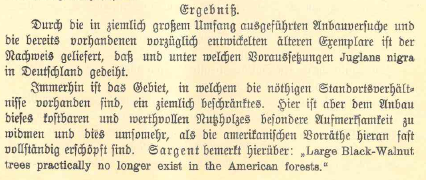 Ergebniß.
Durch die in ziemlich großem Umfang ausgeführten Anbauversuche und
die bereits vorhandenen vorzüglich entwickelten älteren Exemplare ist der
Nachweis geliefert, daß und unter welchen Voraussetzungen Juglans nigra
in Deutschland gedeiht.
Immerhin ist das Gebiet, in welchem die nöthigen Standortsverhält-
nisse vorhanden sind, ein ziemlich beschränktes. Hier ist aber dem Anbau
dieses kostbaren und werthvollen Nutzholzes besondere Aufmerksamkeit zu
widmen und dies umsomehr, als die amerikanischen Vorräthe hieran fast
vollständig erschöpft sind. Sargent bemerkt hierüber: „Large Black-Walnut
trees practically no longer exist in the American forests.“